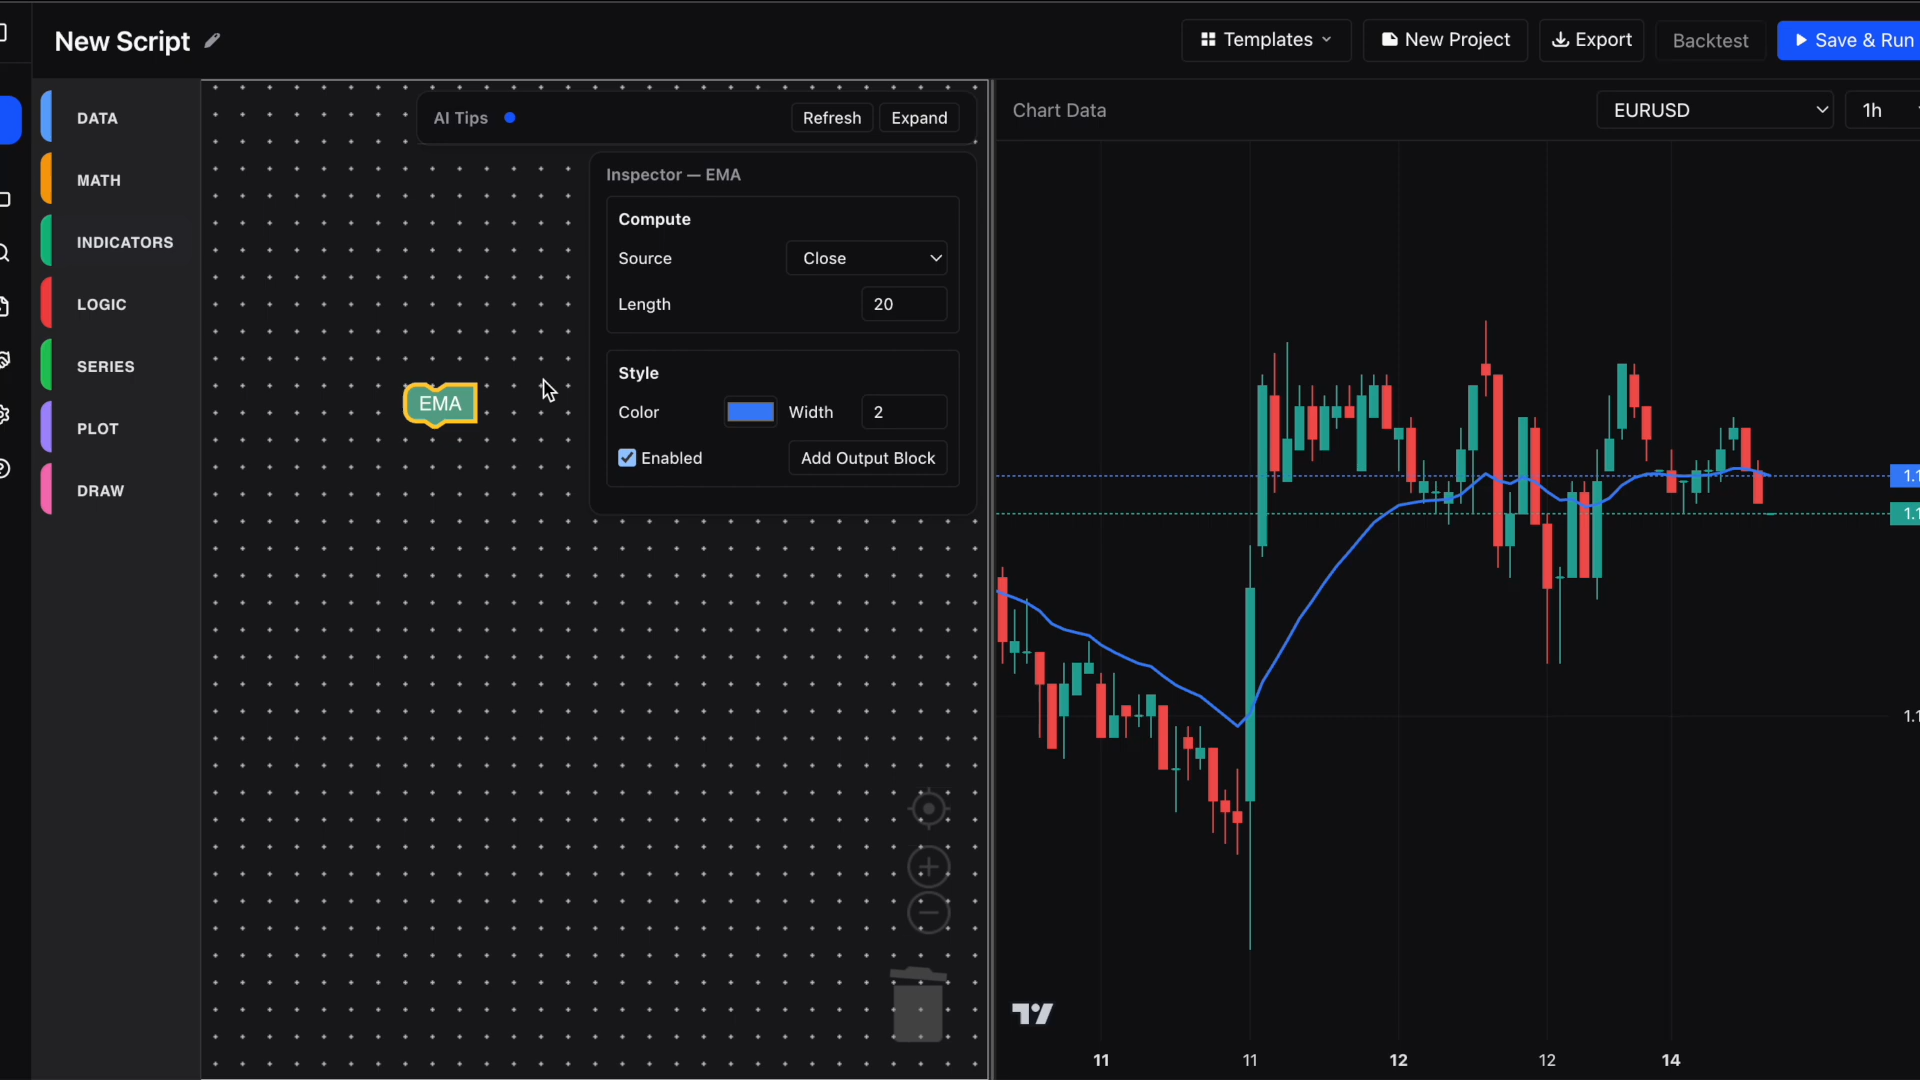 New Script
Templates
New Project
Export
Backtest
Save & Run
DATA
MATH
INDICATORS
LOGIC
SERIES
PLOT
DRAW
AI Tips
Refresh
Expand
Inspector — EMA
Compute
Source
Close
Length
20
Style
Color
Width
2
Enabled
Add Output Block
EMA
Chart Data
EURUSD
1h
1.1
1.1
1.1
11
11
12
12
14